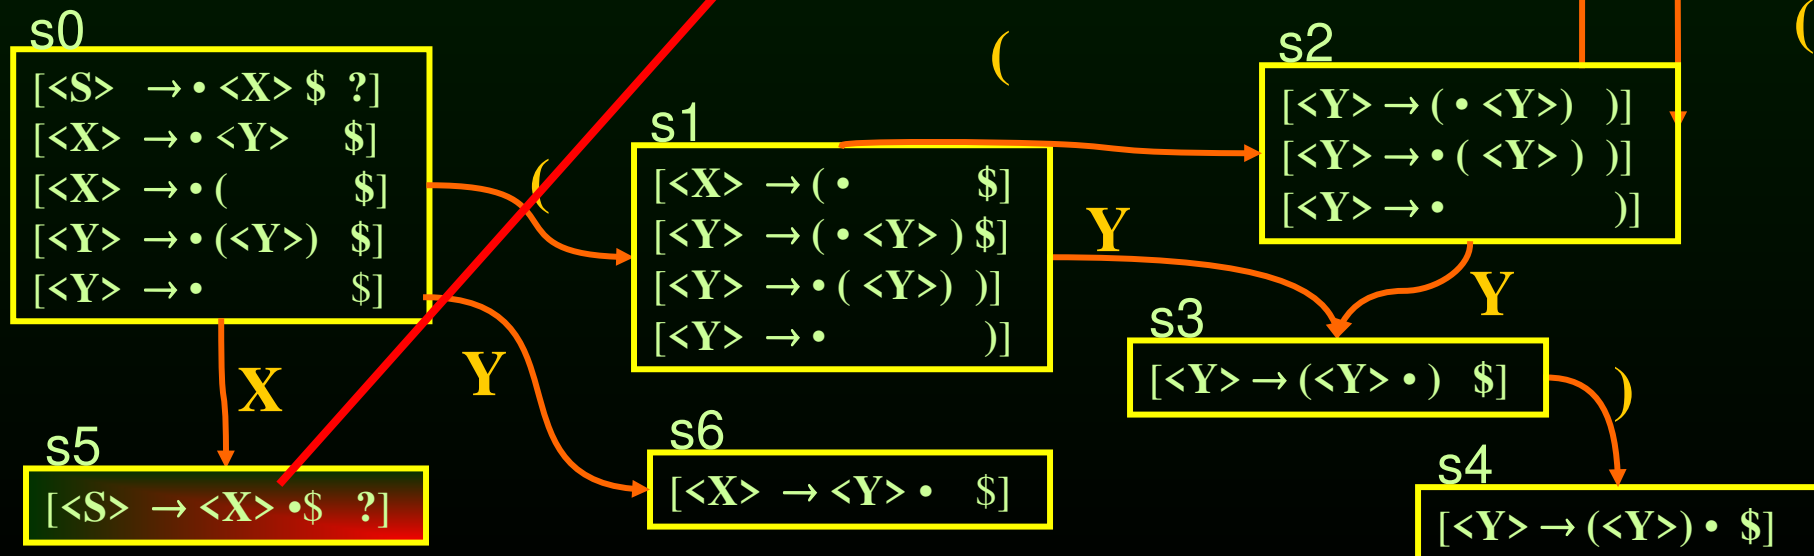 s0
[<S> → • <X> $ ?]
[<X> → • <Y> $]
[<X> → • ( $]
[<Y> → • (<Y>) $]
[<Y> → • $]
(
s1
[<X> → ( • $]
[<Y> → ( • <Y> ) $]
[<Y> → • ( <Y>) )]
[<Y> → • )]
(
s2
[<Y> → ( • <Y>) )]
[<Y> → • ( <Y> ) )]
[<Y> → • )]
(
Y
Y
s3
[<Y> → (<Y> • ) $]
)
X
Y
s5
[<S> → <X> •$ ?]
s6
[<X> → <Y> • $]
s4
[<Y> → (<Y>) • $]